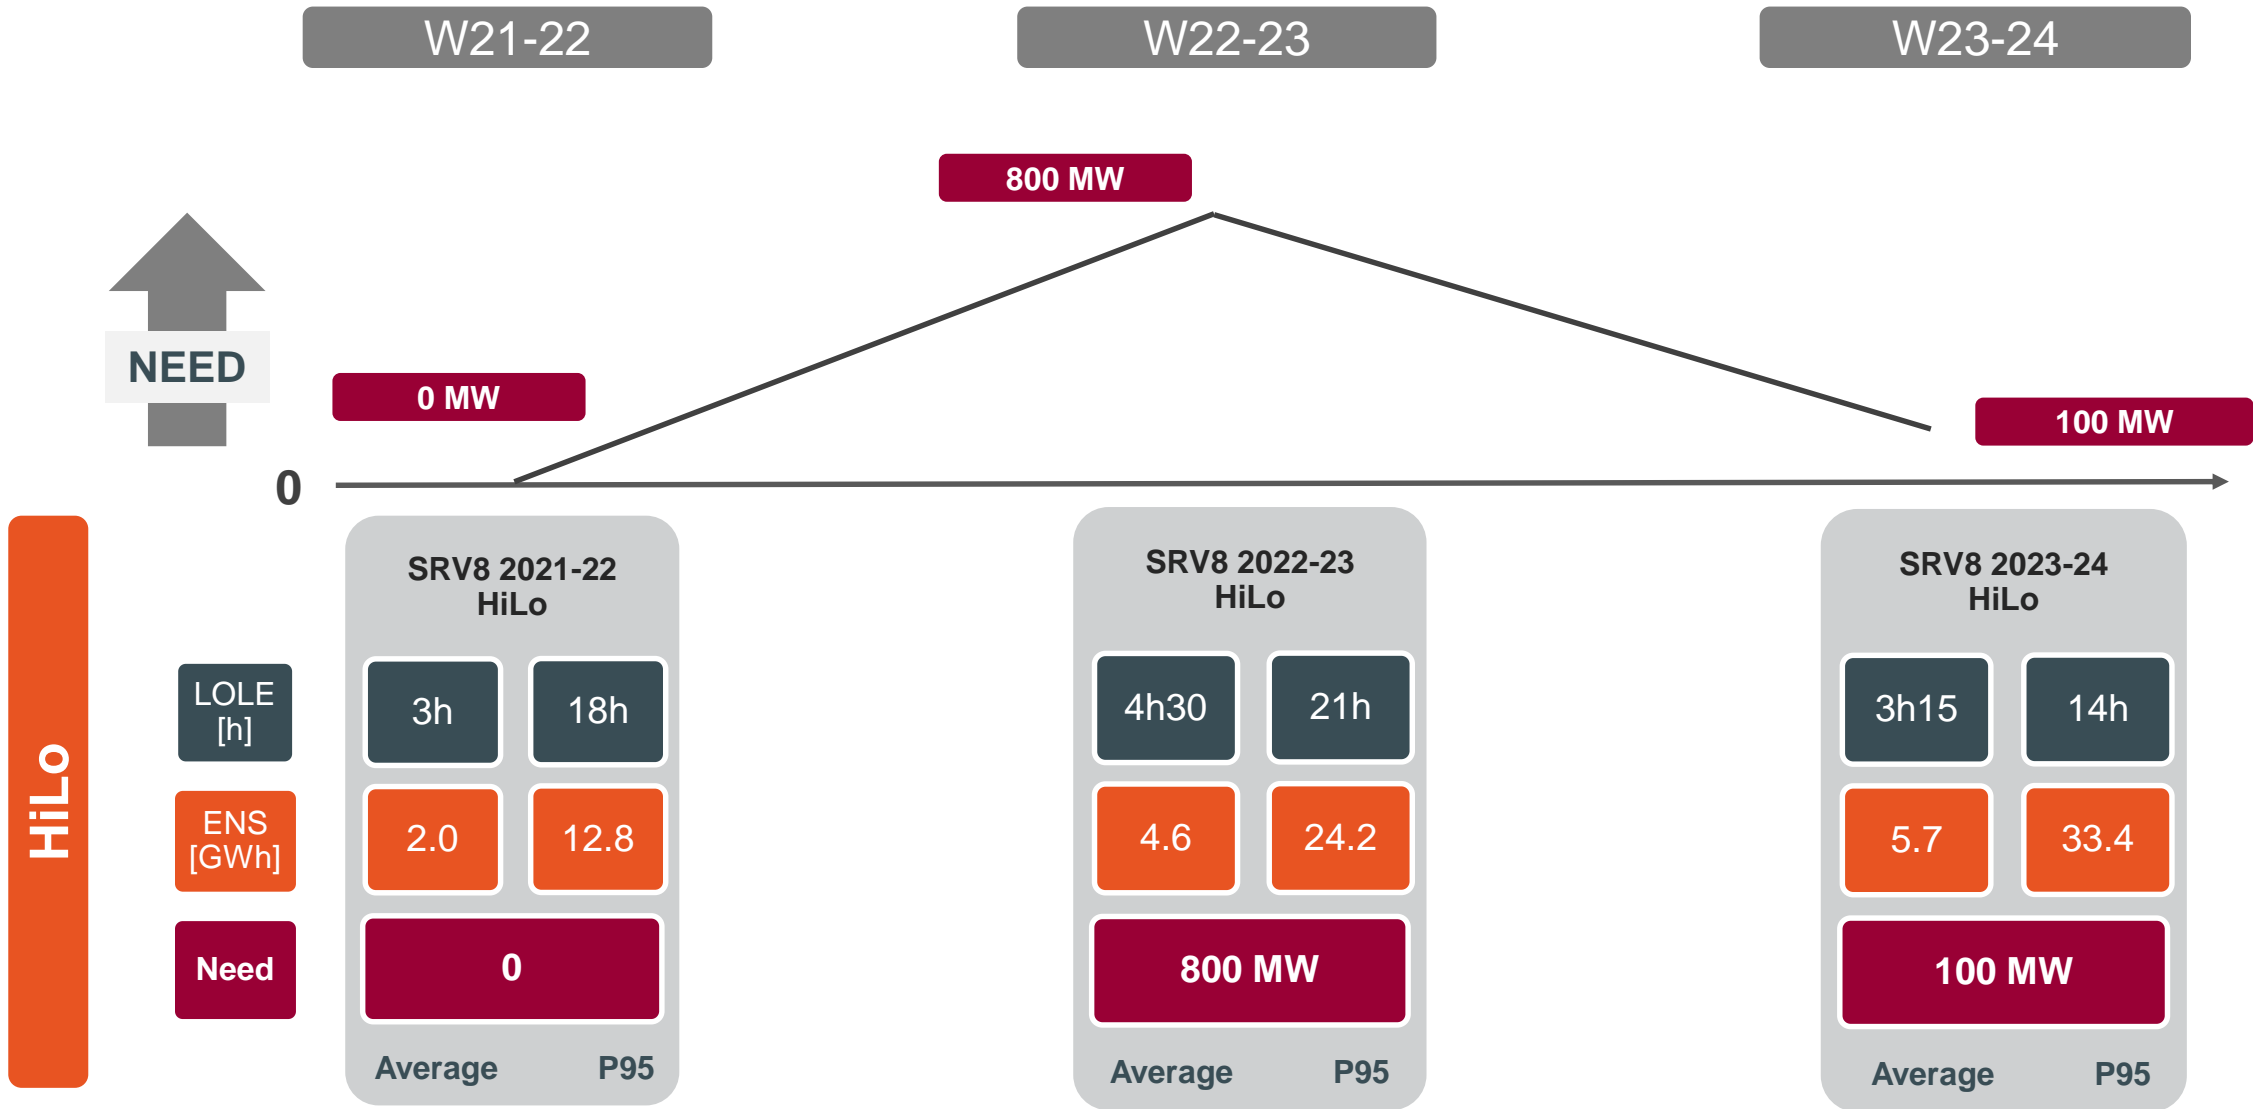 W21-22
W22-23
W23-24
800 MW
NEED
0 MW
100 MW
0
HiLo
SRV8 2021-22
HiLo
SRV8 2022-23
HiLo
SRV8 2023-24
HiLo
LOLE
[h]
3h
18h
4h30
21h
3h15
14h
ENS
[GWh]
2.0
12.8
4.6
24.2
5.7
33.4
Need
0
800 MW
100 MW
Average
P95
Average
P95
Average
P95